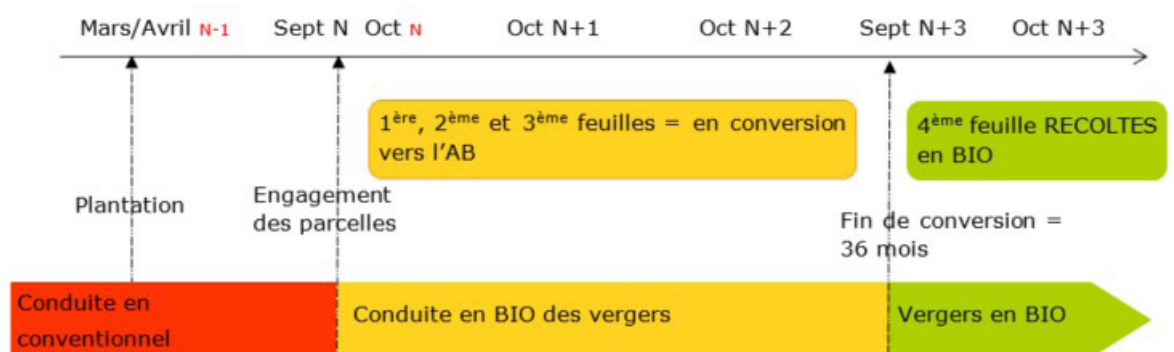 Mars/Avril N-1 Sept N Oct N Oct N+1 Oct N+2 Sept N+3 Oct N+3
1ère, 2ème et 3ème feuilles = en conversion
vers l'AB
4ème feuille RECOLTES
en BIO
Plantation
Engagement
des parcelles
Fin de conversion =
36 mois
Conduite en
conventionnel
Conduite en BIO des vergers
Vergers en BIO